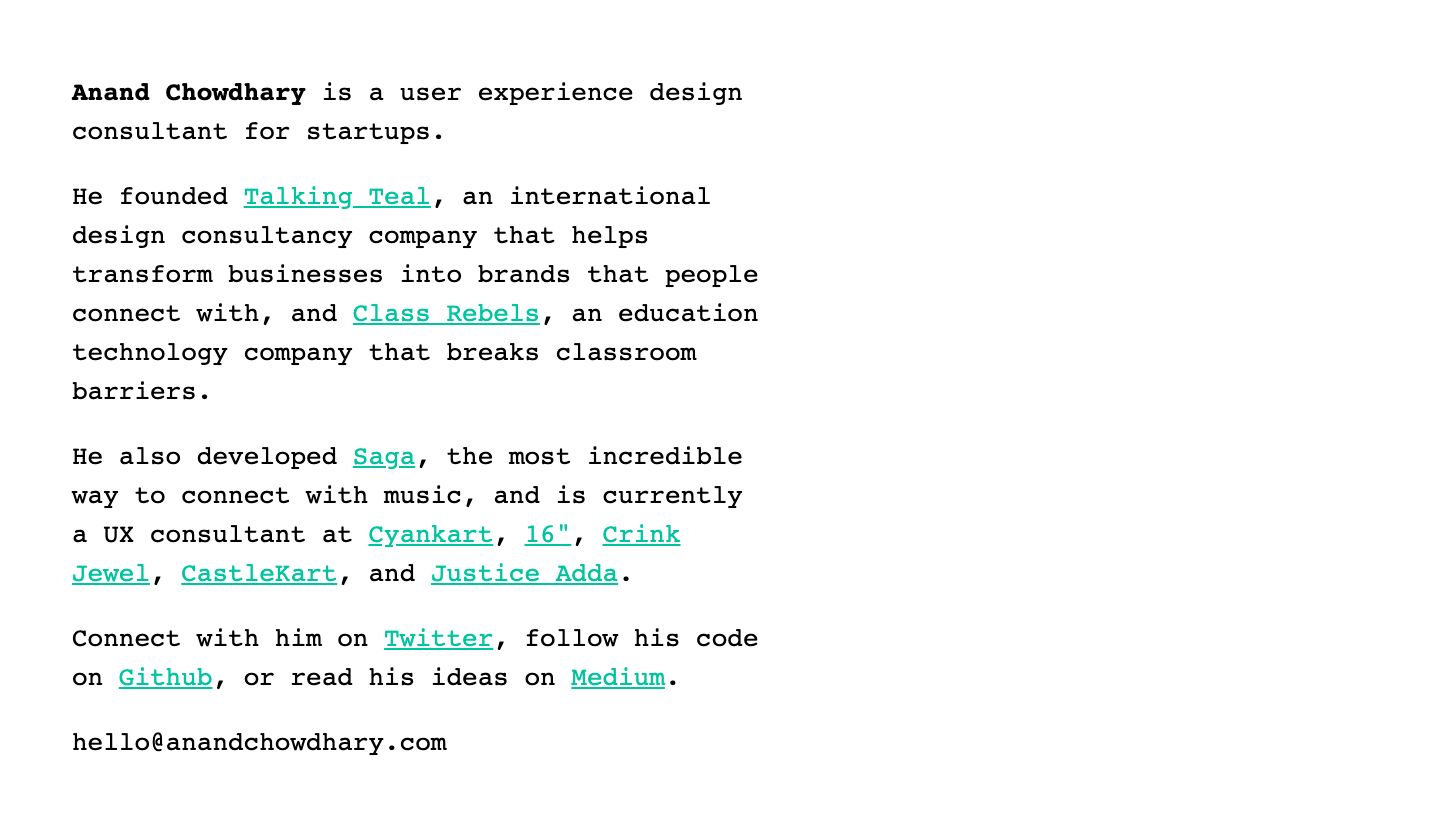 Anand Chowdhary is a user experience design
consultant for startups.
He founded Talking Teal, an international
design consultancy company that helps
transform businesses into brands that people
connect with, and Class Rebels, an education
technology company that breaks classroom
barriers.
He also developed Saga, the most incredible
way to connect with music, and is currently
a UX consultant at Cyankart, 16", Crink
Jewel, CastleKart, and Justice Adda.
Connect with him on Twitter, follow his code
on Github, or read his ideas on Medium.
hello@anandchowdhary.com